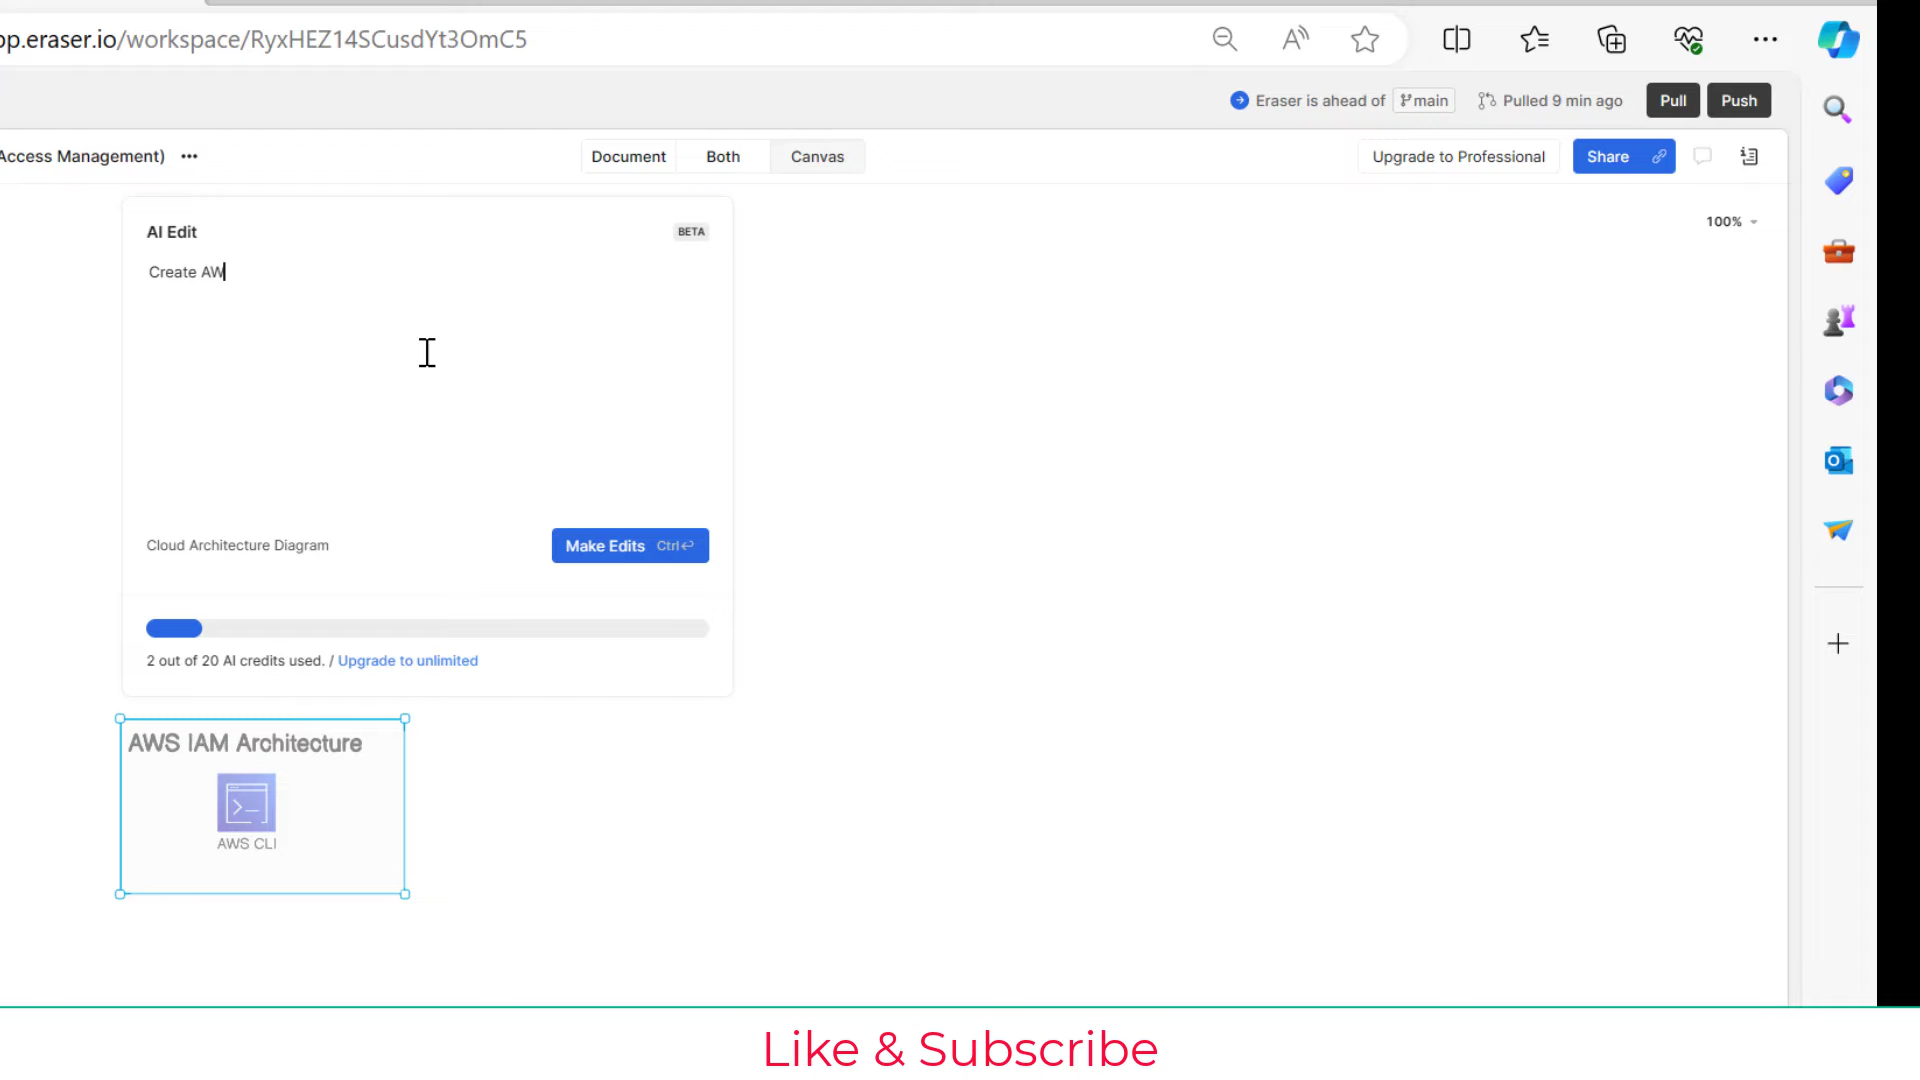 pp.eraser.io/workspace/RyxHEZ14SCusdYt3OmC5
Eraser is ahead of main Pulled 9 min ago Pull Push
Access Management) ••• Document Both Canvas Upgrade to Professional Share
100%
AI Edit BETA
Create AW
Cloud Architecture Diagram Make Edits Ctrl↩
2 out of 20 AI credits used. / Upgrade to unlimited
AWS IAM Architecture
AWS CLI
Like & Subscribe